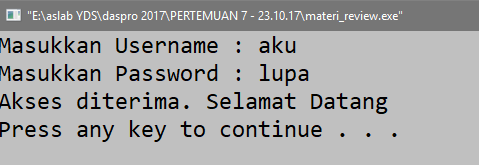 "E:\aslab YDS\daspro 2017\PERTEMUAN 7 - 23.10.17\materi_review.exe"
Masukkan Username : aku
Masukkan Password : lupa
Akses diterima. Selamat Datang
Press any key to continue . . .